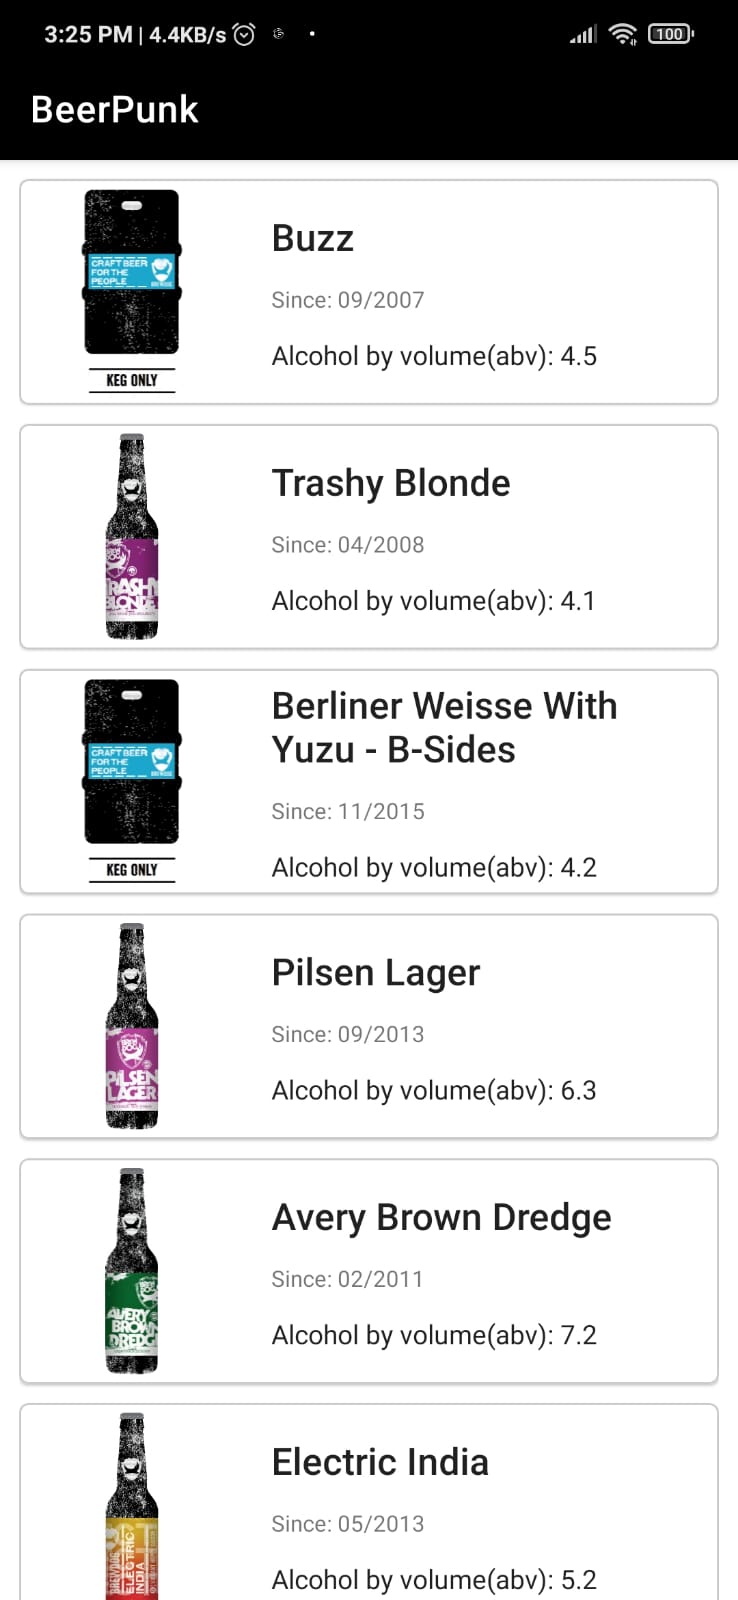 3:25 PM | 4.4KB/s
100
BeerPunk
CRAFT BEER
FOR THE
PEOPLE
KEG ONLY
Buzz
Since: 09/2007
Alcohol by volume(abv): 4.5
TRASHY
BLONDE
Trashy Blonde
Since: 04/2008
Alcohol by volume(abv): 4.1
CRAFT BEER
FOR THE
PEOPLE
KEG ONLY
Berliner Weisse With
Yuzu - B-Sides
Since: 11/2015
Alcohol by volume(abv): 4.2
PILSEN
LAGER
Pilsen Lager
Since: 09/2013
Alcohol by volume(abv): 6.3
AVERY
BROWN
DREDG
Avery Brown Dredge
Since: 02/2011
Alcohol by volume(abv): 7.2
BREWDOG
ELECTRIC
INDIA
Electric India
Since: 05/2013
Alcohol by volume(abv): 5.2